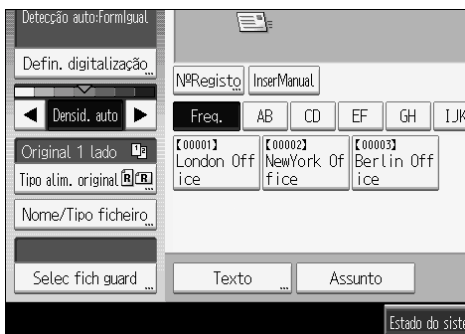 Detecção auto:FormIgual
Defin. digitalização
Densid. auto
Original 1 lado
Tipo alim. original
Nome/Tipo ficheiro
Selec fich guard
NºRegisto
InserManual
Freq.
AB
CD
EF
GH
IJK
【00001】
London Off
ice
【00002】
NewYork Of
fice
【00003】
Berlin Off
ice
Texto
Assunto
Estado do siste